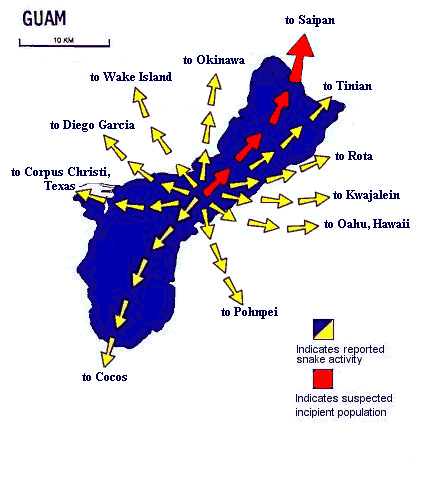 GUAM
10 KM
to Saipan
to Okinawa
to Wake Island
to Tinian
to Diego Garcia
to Rota
to Corpus Christi,
Texas
to Kwajalein
to Oahu, Hawaii
to Pohnpei
to Cocos
Indicates reported
snake activity
Indicates suspected
incipient population